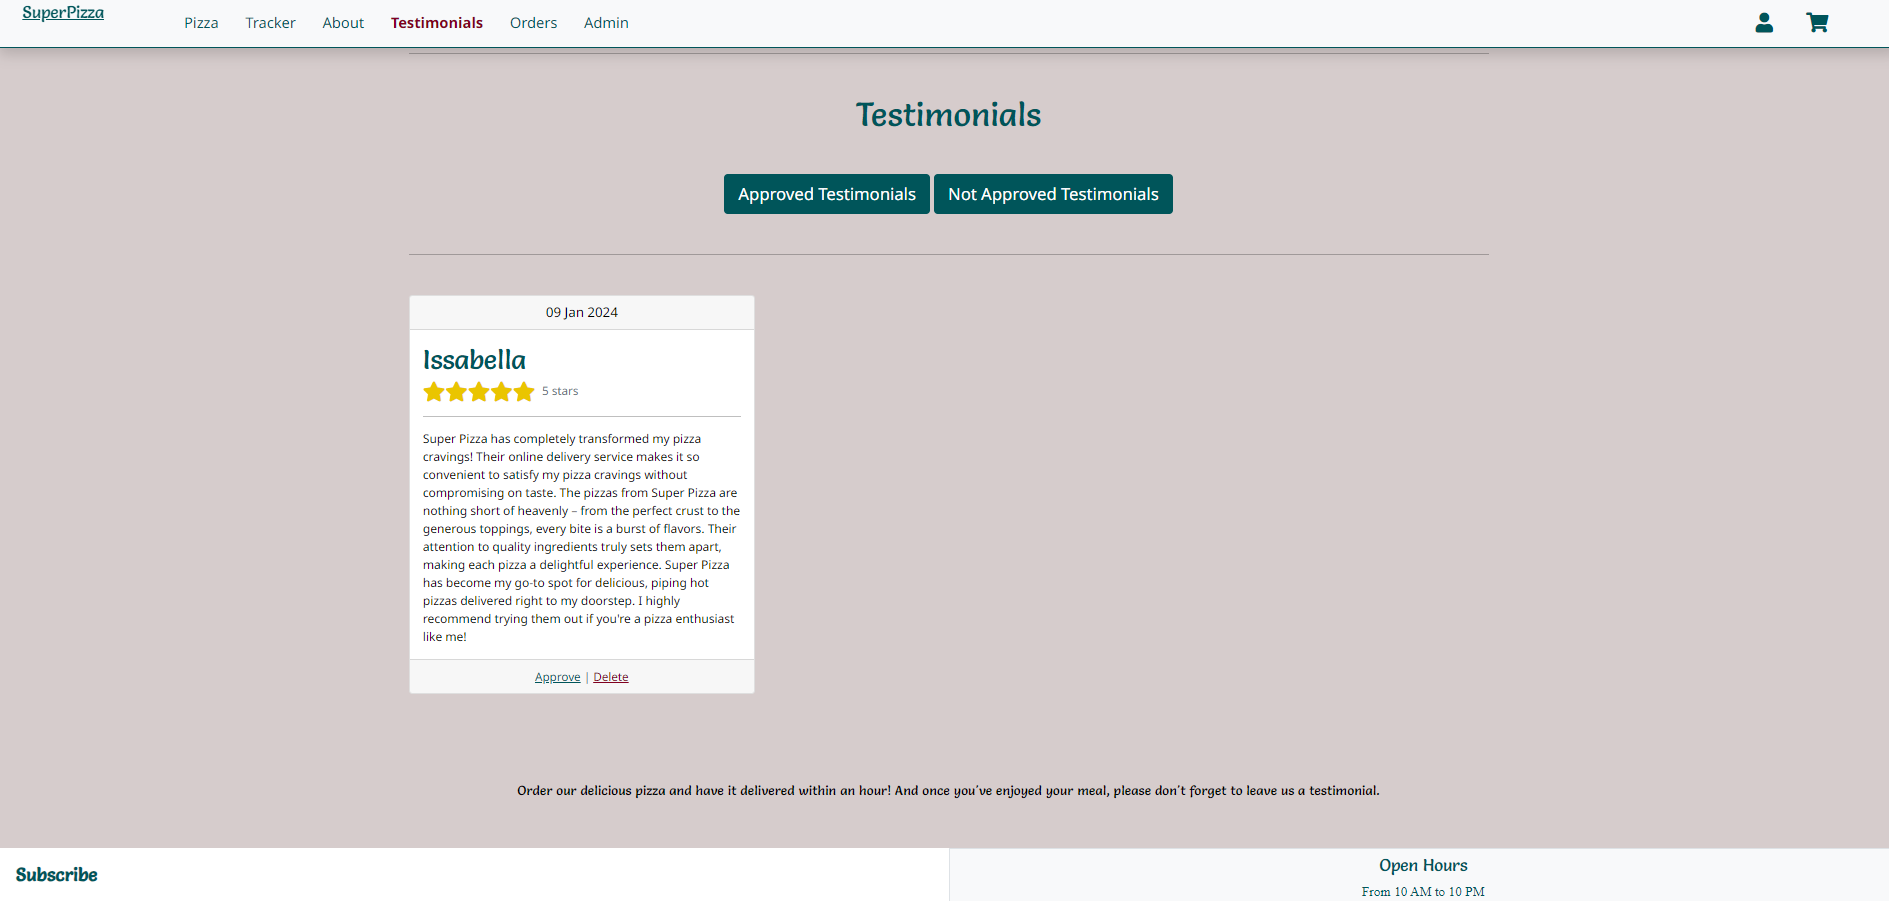 SuperPizza
Pizza Tracker About Testimonials Orders Admin
Testimonials
Approved Testimonials Not Approved Testimonials
09 Jan 2024
Issabella
5 stars
Super Pizza has completely transformed my pizza
cravings! Their online delivery service makes it so
convenient to satisfy my pizza cravings without
compromising on taste. The pizzas from Super Pizza are
nothing short of heavenly – from the perfect crust to the
generous toppings, every bite is a burst of flavors. Their
attention to quality ingredients truly sets them apart,
making each pizza a delightful experience. Super Pizza
has become my go-to spot for delicious, piping hot
pizzas delivered right to my doorstep. I highly
recommend trying them out if you're a pizza enthusiast
like me!
Approve | Delete
Order our delicious pizza and have it delivered within an hour! And once you've enjoyed your meal, please don't forget to leave us a testimonial.
Subscribe
Open Hours
From 10 AM to 10 PM